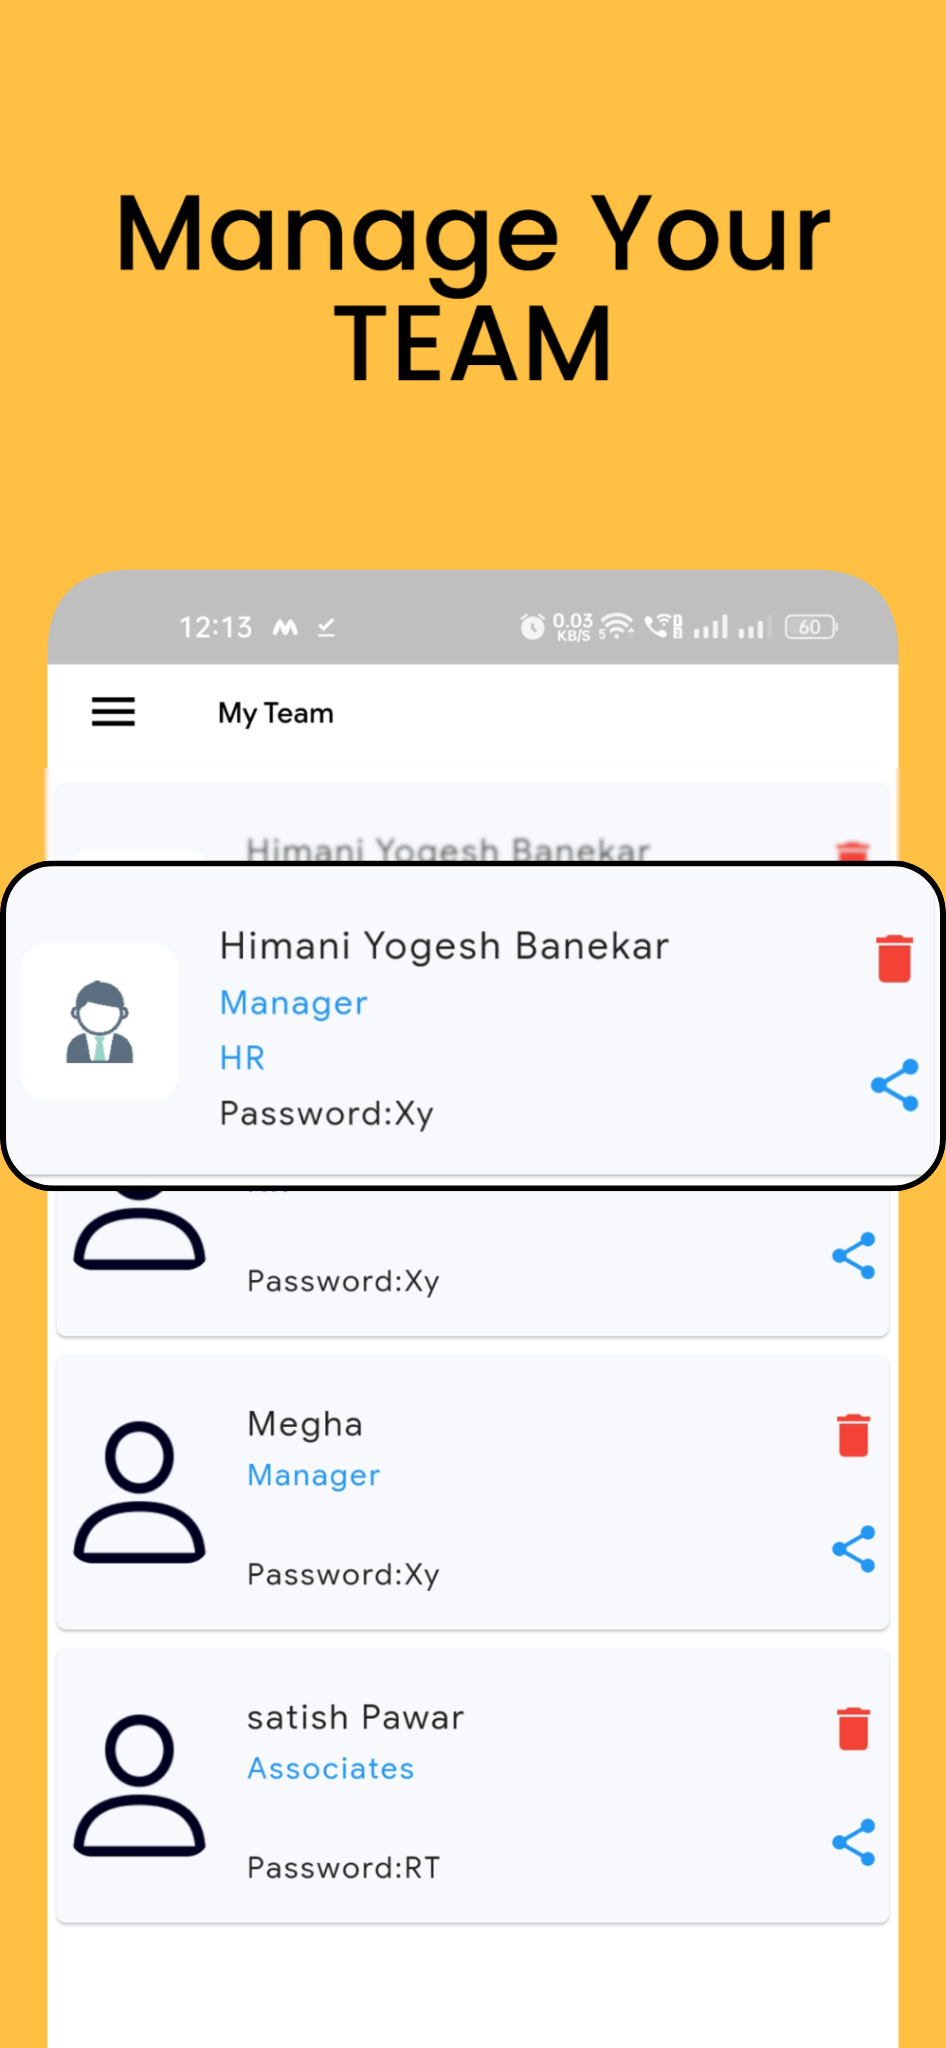 Manage Your
TEAM
12:13
0.03
KB/S
5
60
My Team
Himani Yogesh Banekar
Himani Yogesh Banekar
Manager
HR
Password:Xy
Password:Xy
Megha
Manager
Password:Xy
satish Pawar
Associates
Password:RT